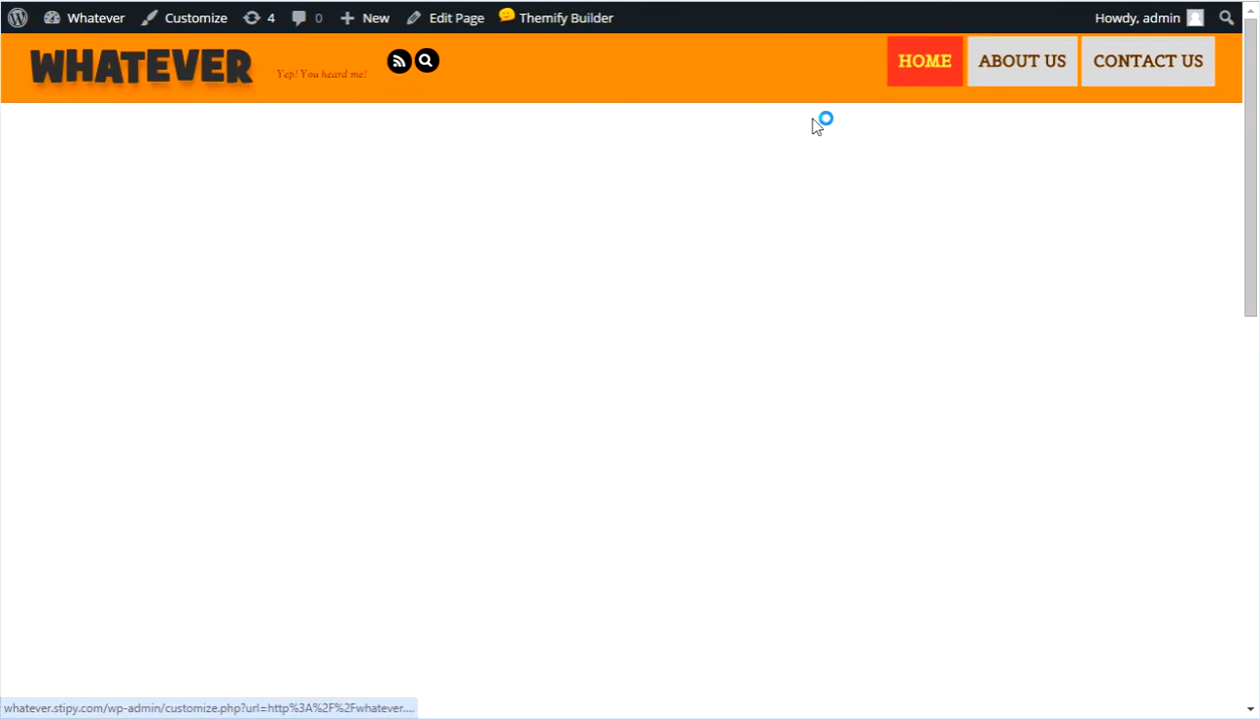 Whatever Customize 4 0 New Edit Page Themify Builder Howdy, admin
WHATEVER Yep! You heard me! HOME ABOUT US CONTACT US
whatever.stipy.com/wp-admin/customize.php?url=http%3A%2F%2Fwhatever....